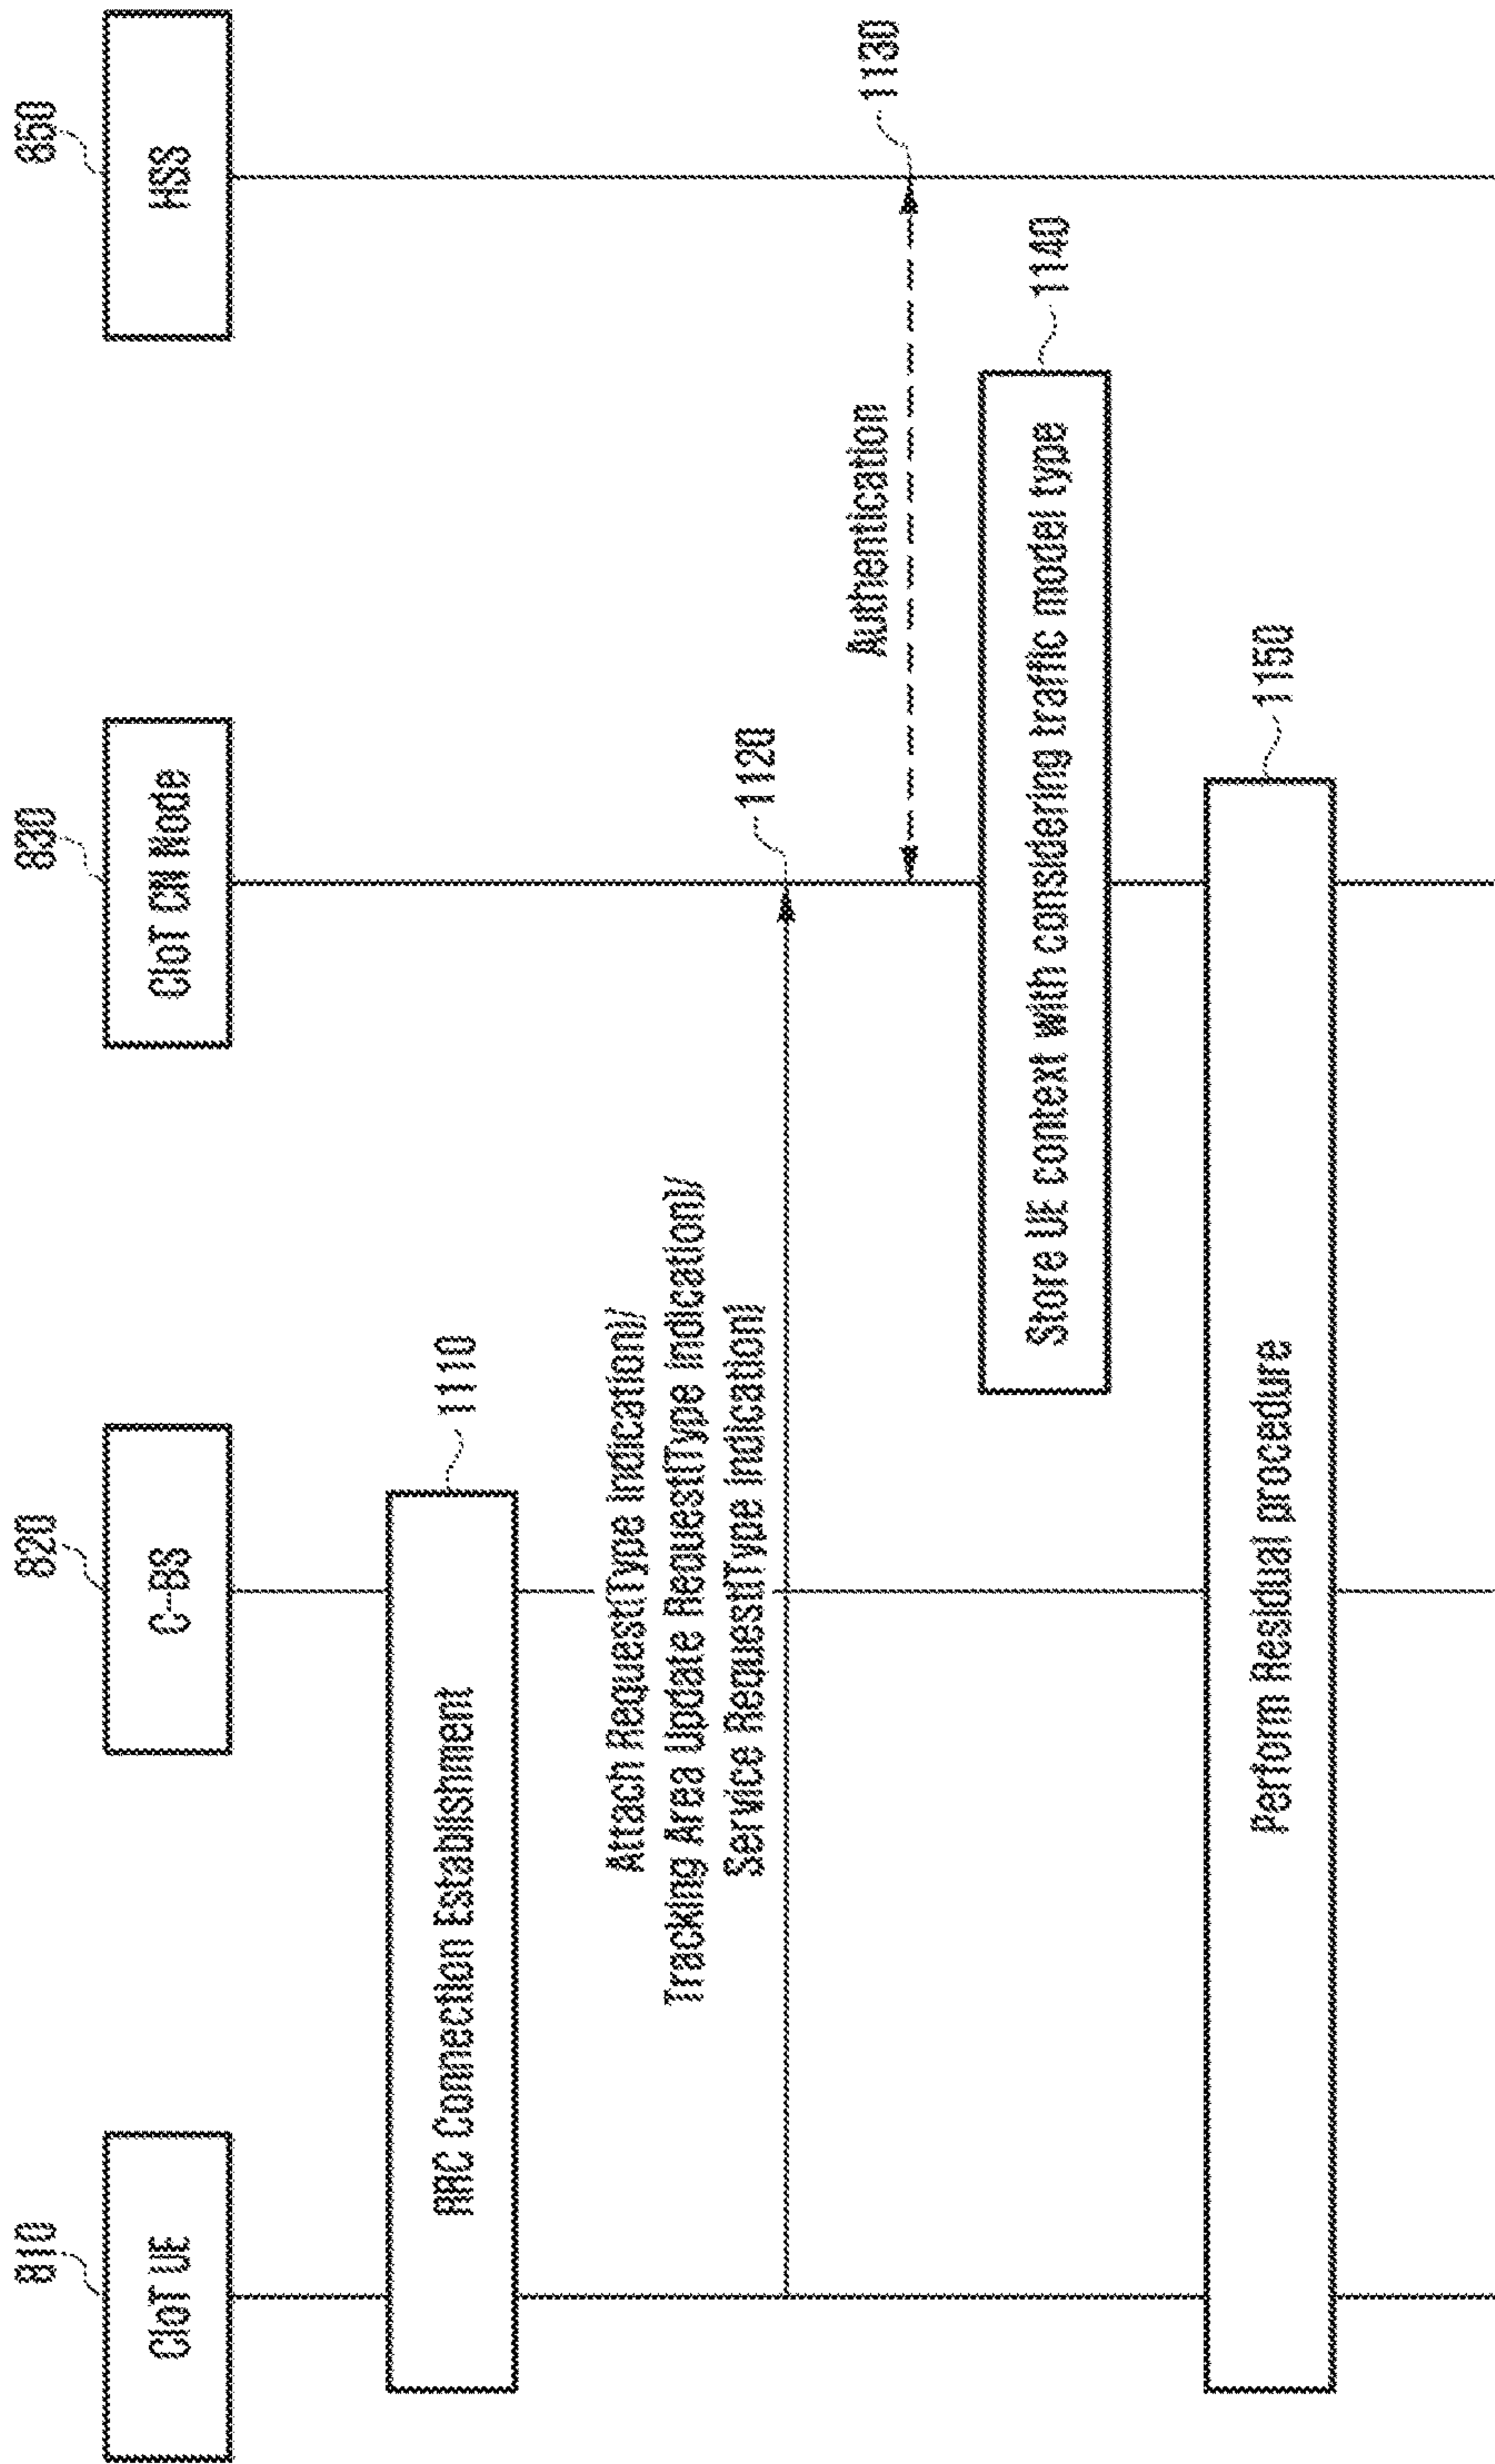 810
820
830
850
CIoT UE
C-BS
CIoT CN Node
HSS
RRC Connection Establishment
1110
Attach Request(Type indication)/
Tracking Area Update Request(Type indication)/
Service Request(Type indication)
1120
Authentication
1130
Store UE context with considering traffic model type
1140
Perform Residual procedure
1150